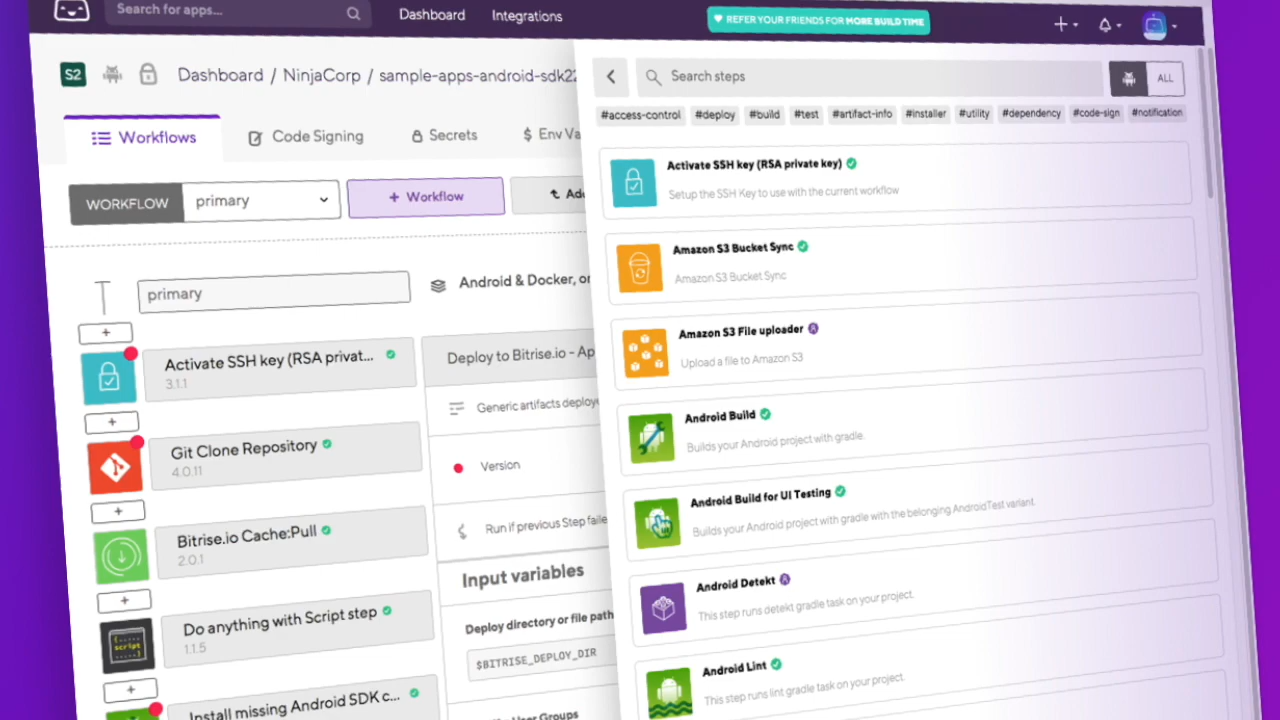 Search for apps...
Dashboard
Integrations
REFER YOUR FRIENDS FOR MORE BUILD TIME
S2
Dashboard / NinjaCorp / sample-apps-android-sdk22
Workflows
Code Signing
Secrets
$ Env Va
WORKFLOW
primary
+ Workflow
Add
primary
Android & Docker, on
+
Activate SSH key (RSA privat...
3.1.1
+
Git Clone Repository
4.0.11
+
Bitrise.io Cache:Pull
2.0.1
+
script
Do anything with Script step
1.1.5
+
Install missing Android SDK c...
Deploy to Bitrise.io - Ap
Generic artifacts deploye
Version
Run if previous Step faile
Input variables
Deploy directory or file path
$BITRISE_DEPLOY_DIR
User Groups
Search steps
ALL
#access-control
#deploy
#build
#test
#artifact-info
#installer
#utility
#dependency
#code-sign
#notification
Activate SSH key (RSA private key)
Setup the SSH Key to use with the current workflow
Amazon S3 Bucket Sync
Amazon S3 Bucket Sync
Amazon S3 File uploader
Upload a file to Amazon S3
Android Build
Builds your Android project with gradle.
Android Build for UI Testing
Builds your Android project with gradle with the belonging AndroidTest variant.
Android Detekt
This step runs detekt gradle task on your project.
Android Lint
This step runs lint gradle task on your project.